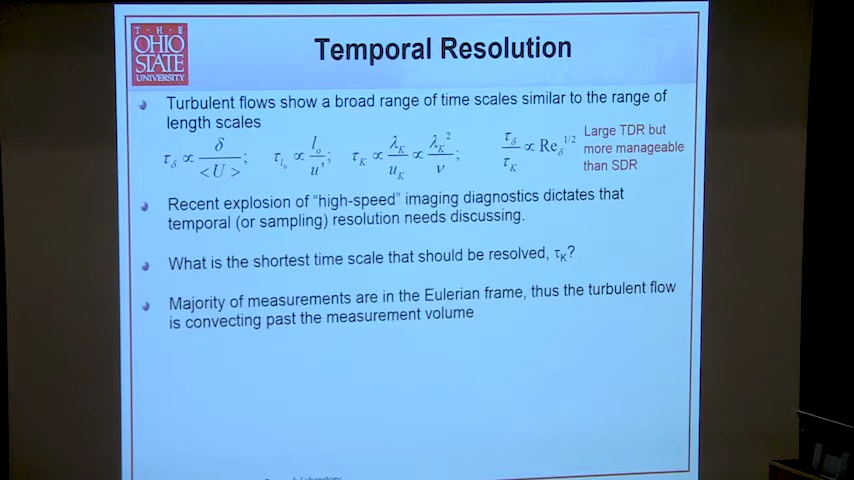 T·H·E
OHIO
STATE
UNIVERSITY
Temporal Resolution
Turbulent flows show a broad range of time scales similar to the range of
length scales
τ_δ ∝ δ / <U> ; τ_{l_o} ∝ l_o / u' ; τ_K ∝ λ_K / u_K ∝ λ_K² / ν ; τ_δ / τ_K ∝ Re_δ^{1/2}
Large TDR but
more manageable
than SDR
Recent explosion of "high-speed" imaging diagnostics dictates that
temporal (or sampling) resolution needs discussing.
What is the shortest time scale that should be resolved, τ_K?
Majority of measurements are in the Eulerian frame, thus the turbulent flow
is convecting past the measurement volume